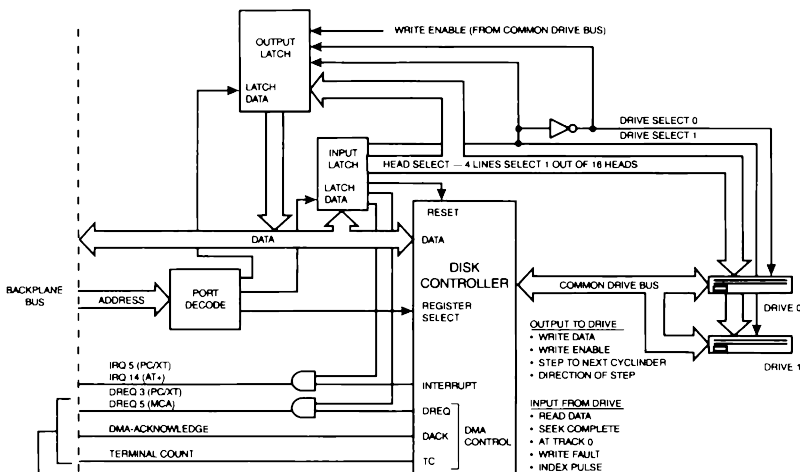 OUTPUT
LATCH
LATCH
DATA
WRITE ENABLE (FROM COMMON DRIVE BUS)
DRIVE SELECT 0
DRIVE SELECT 1
INPUT
LATCH
LATCH
DATA
HEAD SELECT — 4 LINES SELECT 1 OUT OF 16 HEADS
RESET
DATA
DATA
DISK
CONTROLLER
BACKPLANE
BUS
ADDRESS
PORT
DECODE
REGISTER
SELECT
COMMON DRIVE BUS
DRIVE 0
DRIVE 1
OUTPUT TO DRIVE
• WRITE DATA
• WRITE ENABLE
• STEP TO NEXT CYCLINDER
• DIRECTION OF STEP
IRQ 5 (PC/XT)
IRQ 14 (AT+)
INTERRUPT
DREQ 3 (PC/XT)
DREQ 5 (MCA)
DREQ
DMA-ACKNOWLEDGE
DACK
DMA
CONTROL
TERMINAL COUNT
TC
INPUT FROM DRIVE
• READ DATA
• SEEK COMPLETE
• AT TRACK 0
• WRITE FAULT
• INDEX PULSE